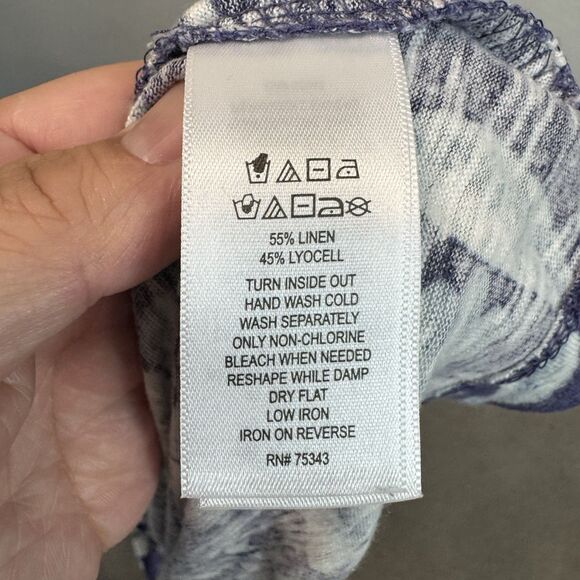 55% LINEN
45% LYOCELL
TURN INSIDE OUT
HAND WASH COLD
WASH SEPARATELY
ONLY NON-CHLORINE
BLEACH WHEN NEEDED
RESHAPE WHILE DAMP
DRY FLAT
LOW IRON
IRON ON REVERSE
RN# 75343